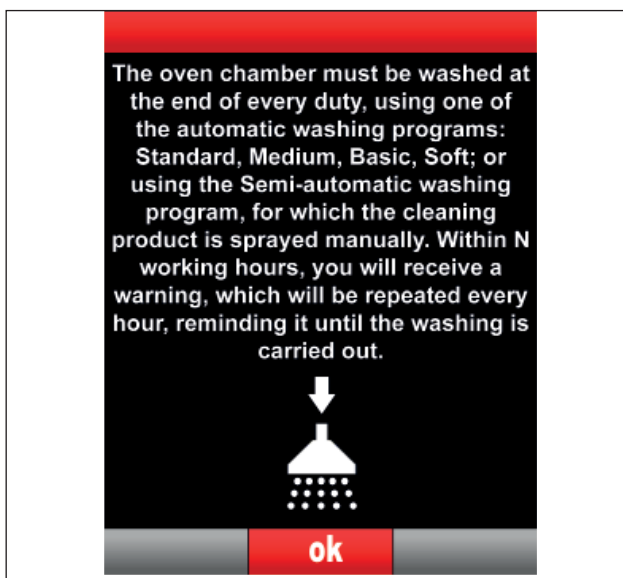 The oven chamber must be washed at
the end of every duty, using one of
the automatic washing programs:
Standard, Medium, Basic, Soft; or
using the Semi-automatic washing
program, for which the cleaning
product is sprayed manually. Within N
working hours, you will receive a
warning, which will be repeated every
hour, reminding it until the washing is
carried out.
ok